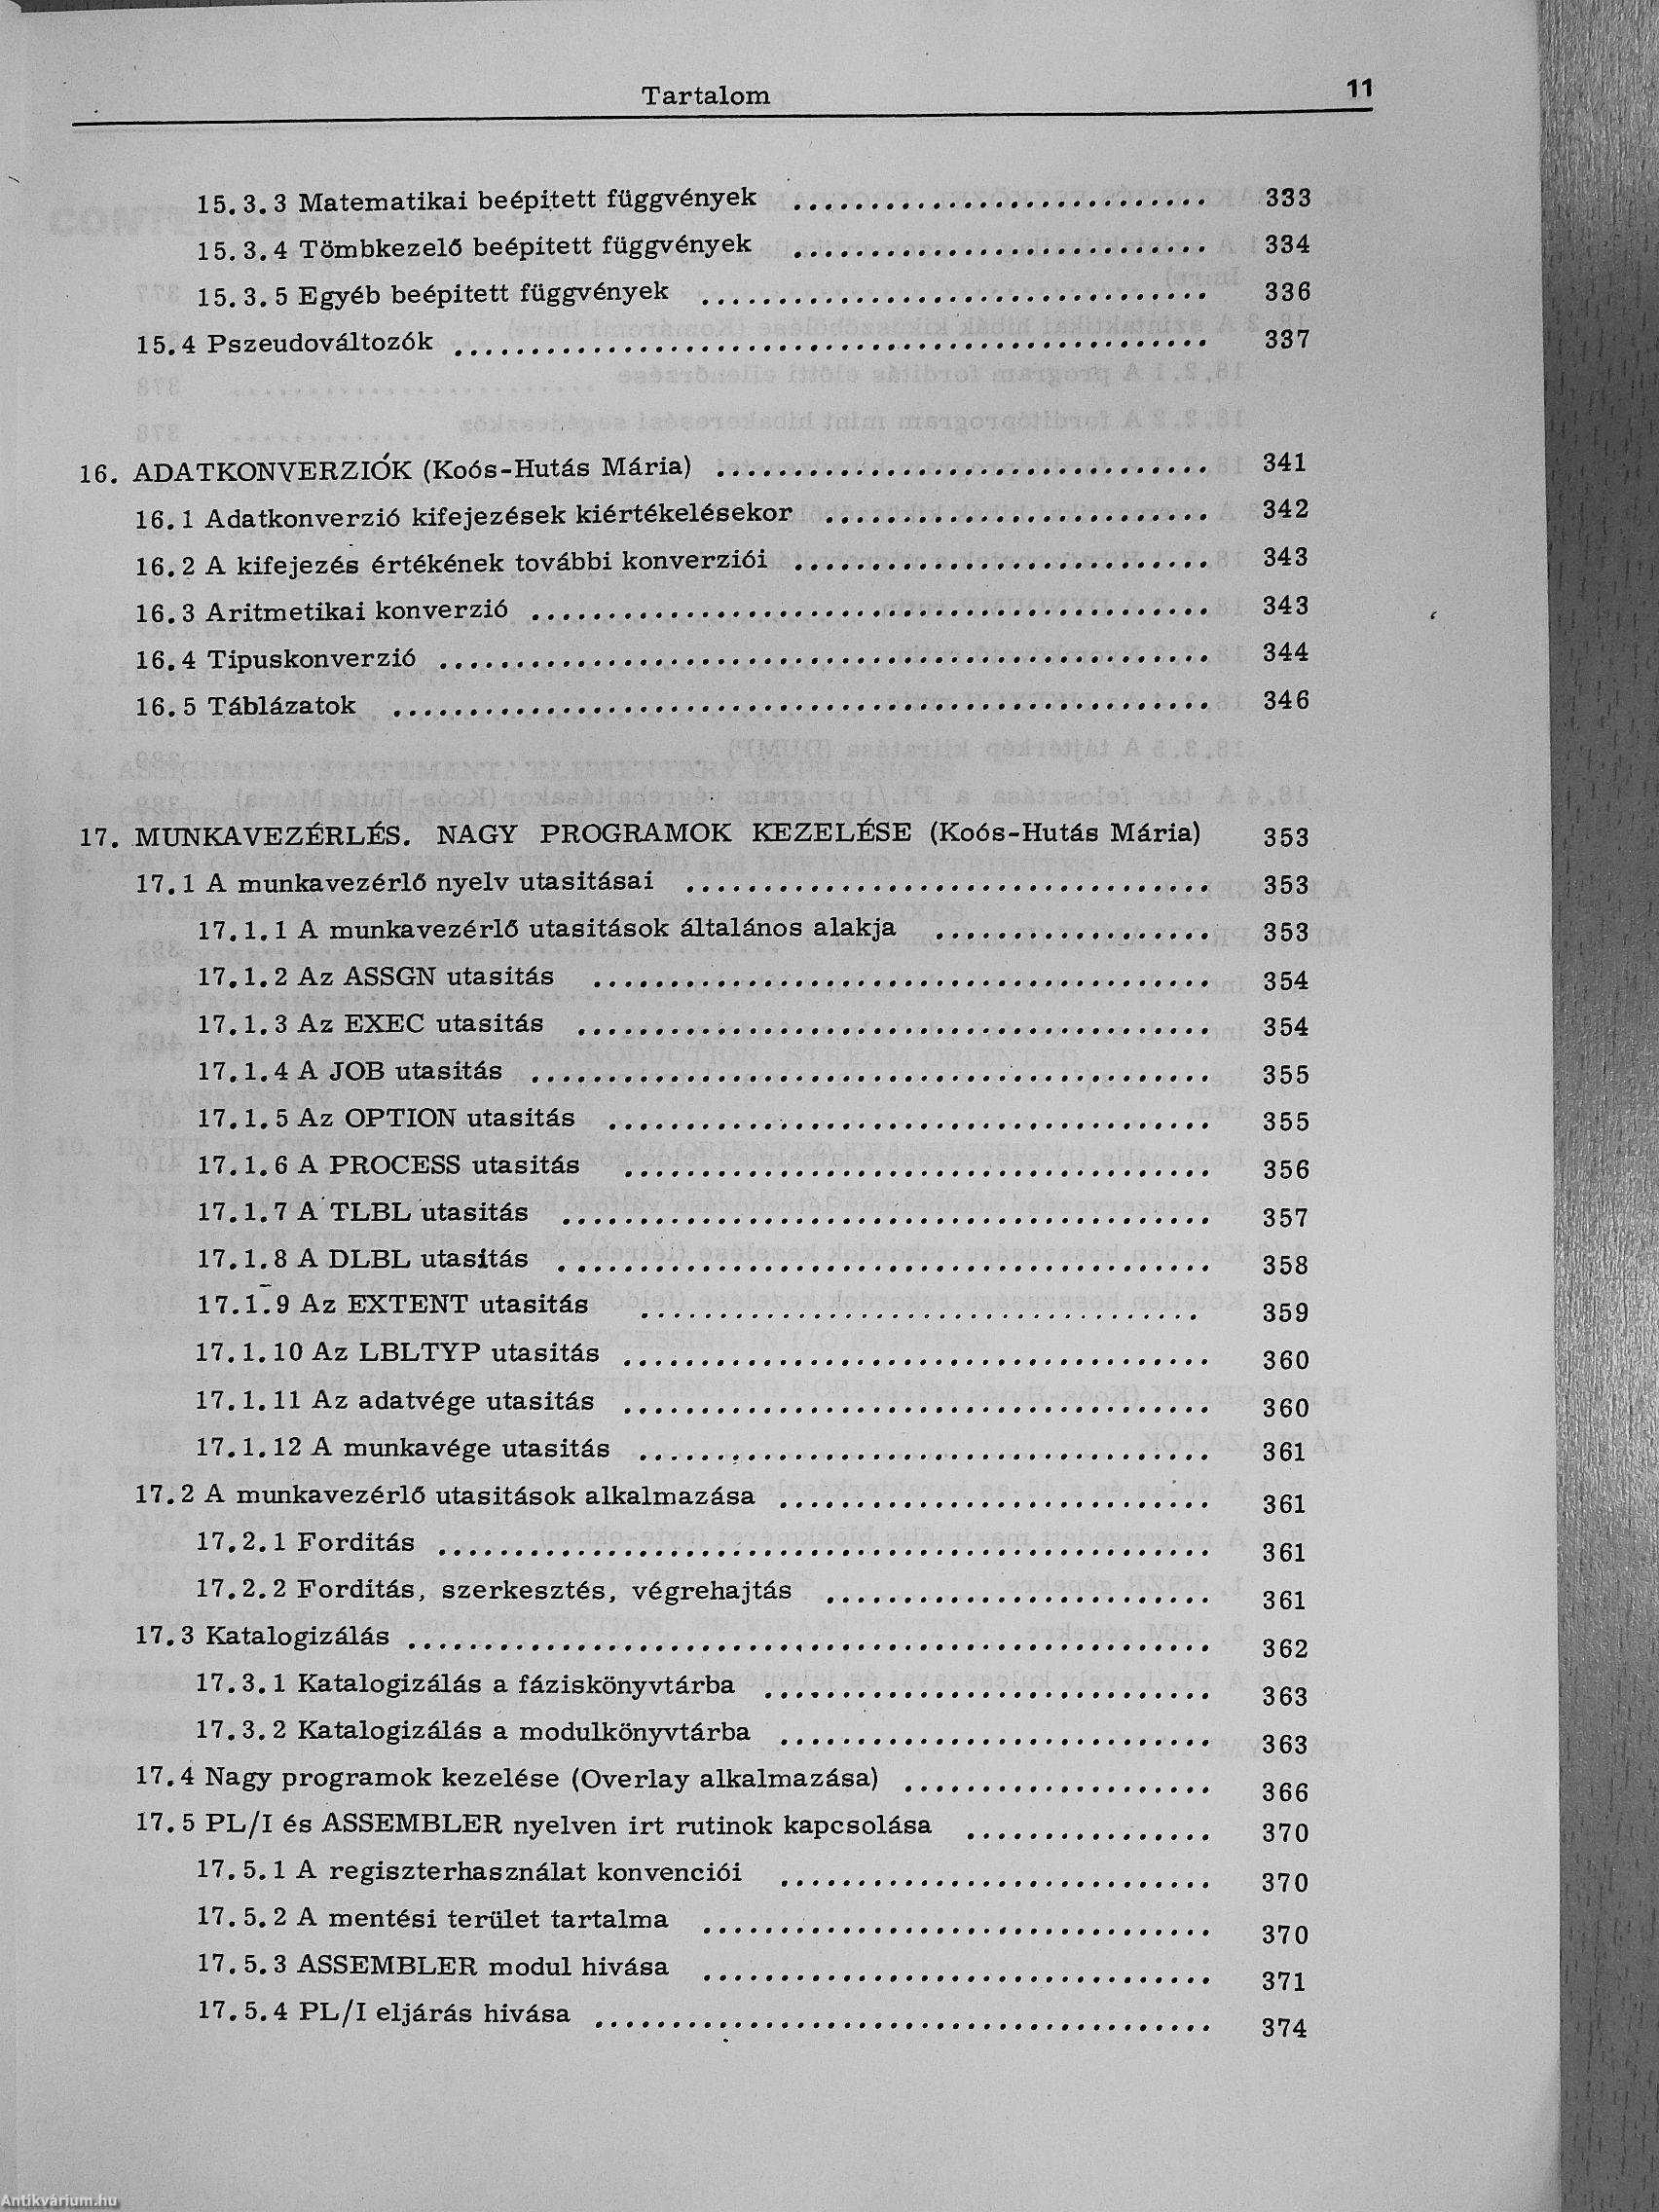 Tartalom 11
15.3.3 Matematikai beépitett függvények ........................... 333
15.3.4 Tömbkezelő beépitett függvények ........................... 334
15.3.5 Egyéb beépitett függvények ................................. 336
15.4 Pszeudováltozók ................................................. 337
16. ADATKONVERZIÓK (Koós-Hutás Mária) ................................ 341
16.1 Adatkonverzió kifejezések kiértékelésekor ......................... 342
16.2 A kifejezés értékének további konverziói ........................... 343
16.3 Aritmetikai konverzió ............................................ 343
16.4 Tipuskonverzió .................................................. 344
16.5 Táblázatok ..................................................... 346
17. MUNKAVEZÉRLÉS. NAGY PROGRAMOK KEZELÉSE (Koós-Hutás Mária) 353
17.1 A munkavezérlő nyelv utasitásai .................................. 353
17.1.1 A munkavezérlő utasitások általános alakja .................. 353
17.1.2 Az ASSGN utasitás ........................................ 354
17.1.3 Az EXEC utasitás ......................................... 354
17.1.4 A JOB utasitás ............................................ 355
17.1.5 Az OPTION utasitás ....................................... 355
17.1.6 A PROCESS utasitás ...................................... 356
17.1.7 A TLBL utasitás .......................................... 357
17.1.8 A DLBL utasitás .......................................... 358
17.1.9 Az EXTENT utasitás .................................... 359
17.1.10 Az LBLTYP utasitás ...................................... 360
17.1.11 Az adatvége utasitás ...................................... 360
17.1.12 A munkavége utasitás ..................................... 361
17.2 A munkavezérlő utasitások alkalmazása ............................ 361
17.2.1 Forditás .................................................. 361
17.2.2 Forditás, szerkesztés, végrehajtás ......................... 361
17.3 Katalogizálás .................................................... 362
17.3.1 Katalogizálás a fáziskönyvtárba ............................. 363
17.3.2 Katalogizálás a modulkönyvtárba ............................ 363
17.4 Nagy programok kezelése (Overlay alkalmazása) .................... 366
17.5 PL/I és ASSEMBLER nyelven irt rutinok kapcsolása ................ 370
17.5.1 A regiszterhasználat konvenciói ............................ 370
17.5.2 A mentési terület tartalma ................................. 370
17.5.3 ASSEMBLER modul hivása ................................. 371
17.5.4 PL/I eljárás hivása ........................................ 374
Antikvárium.hu